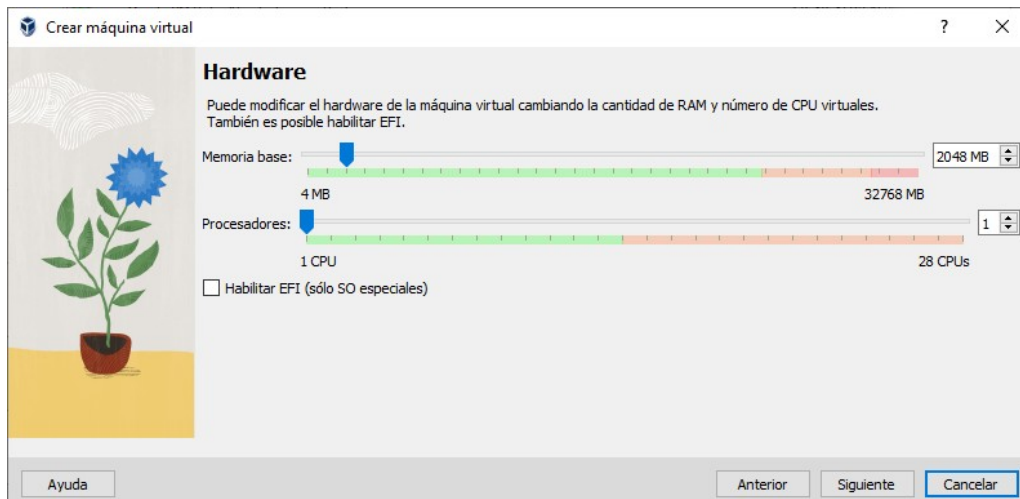 Crear máquina virtual
Hardware
Puede modificar el hardware de la máquina virtual cambiando la cantidad de RAM y número de CPU virtuales.
También es posible habilitar EFI.
Memoria base:
2048 MB
4 MB
32768 MB
Procesadores:
1
1 CPU
28 CPUs
Habilitar EFI (sólo SO especiales)
Ayuda
Anterior
Siguiente
Cancelar